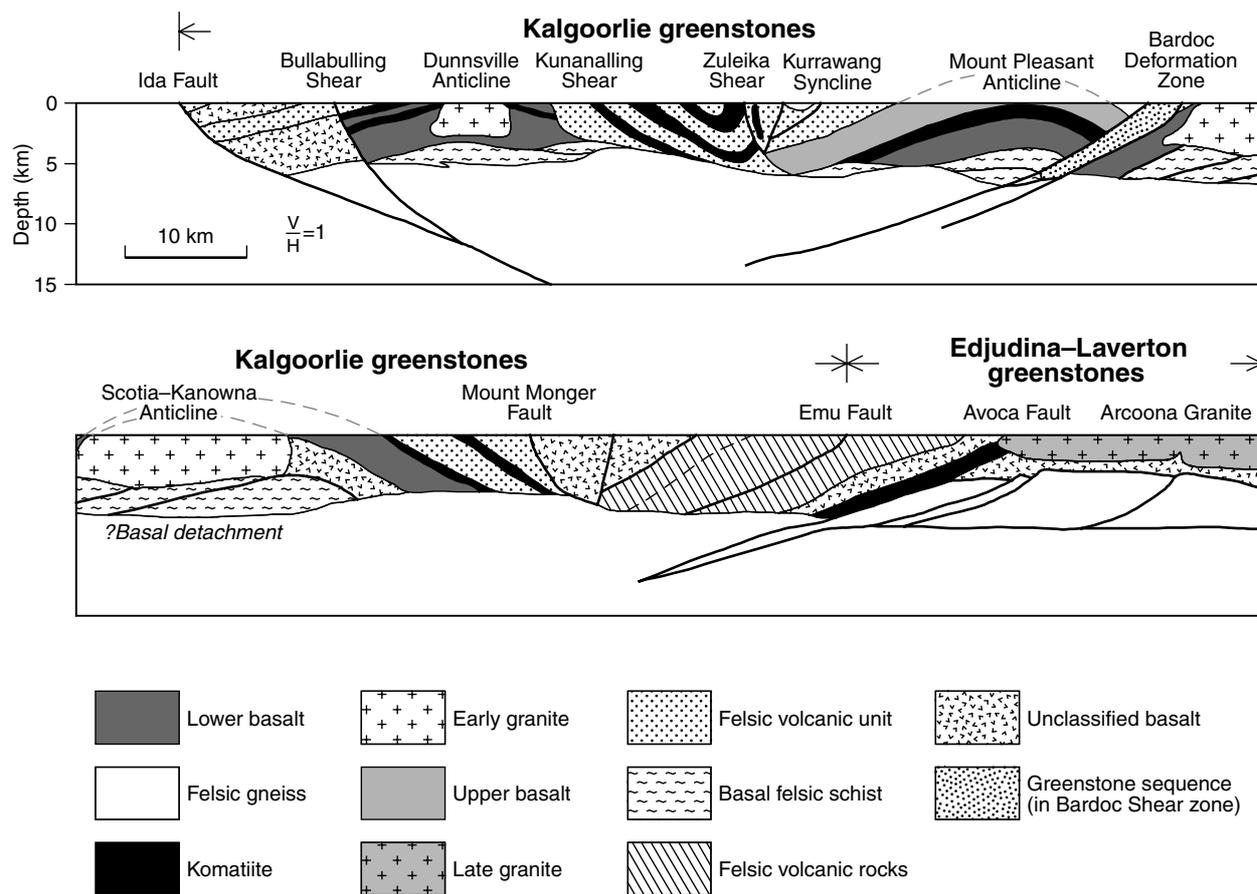 Kalgoorlie greenstones
Ida Fault
Bullabulling
Shear
Dunnsville
Anticline
Kunanalling
Shear
Zuleika
Shear
Kurrawang
Syncline
Mount Pleasant
Anticline
Bardoc
Deformation
Zone
0
5
10
15
Depth (km)
10 km
V
H
=1
Kalgoorlie greenstones
Edjudina–Laverton
greenstones
Scotia–Kanowna
Anticline
Mount Monger
Fault
Emu Fault
Avoca Fault
Arcoona Granite
?Basal detachment
Lower basalt
Early granite
Felsic volcanic unit
Unclassified basalt
Felsic gneiss
Upper basalt
Basal felsic schist
Greenstone sequence
(in Bardoc Shear zone)
Komatiite
Late granite
Felsic volcanic rocks